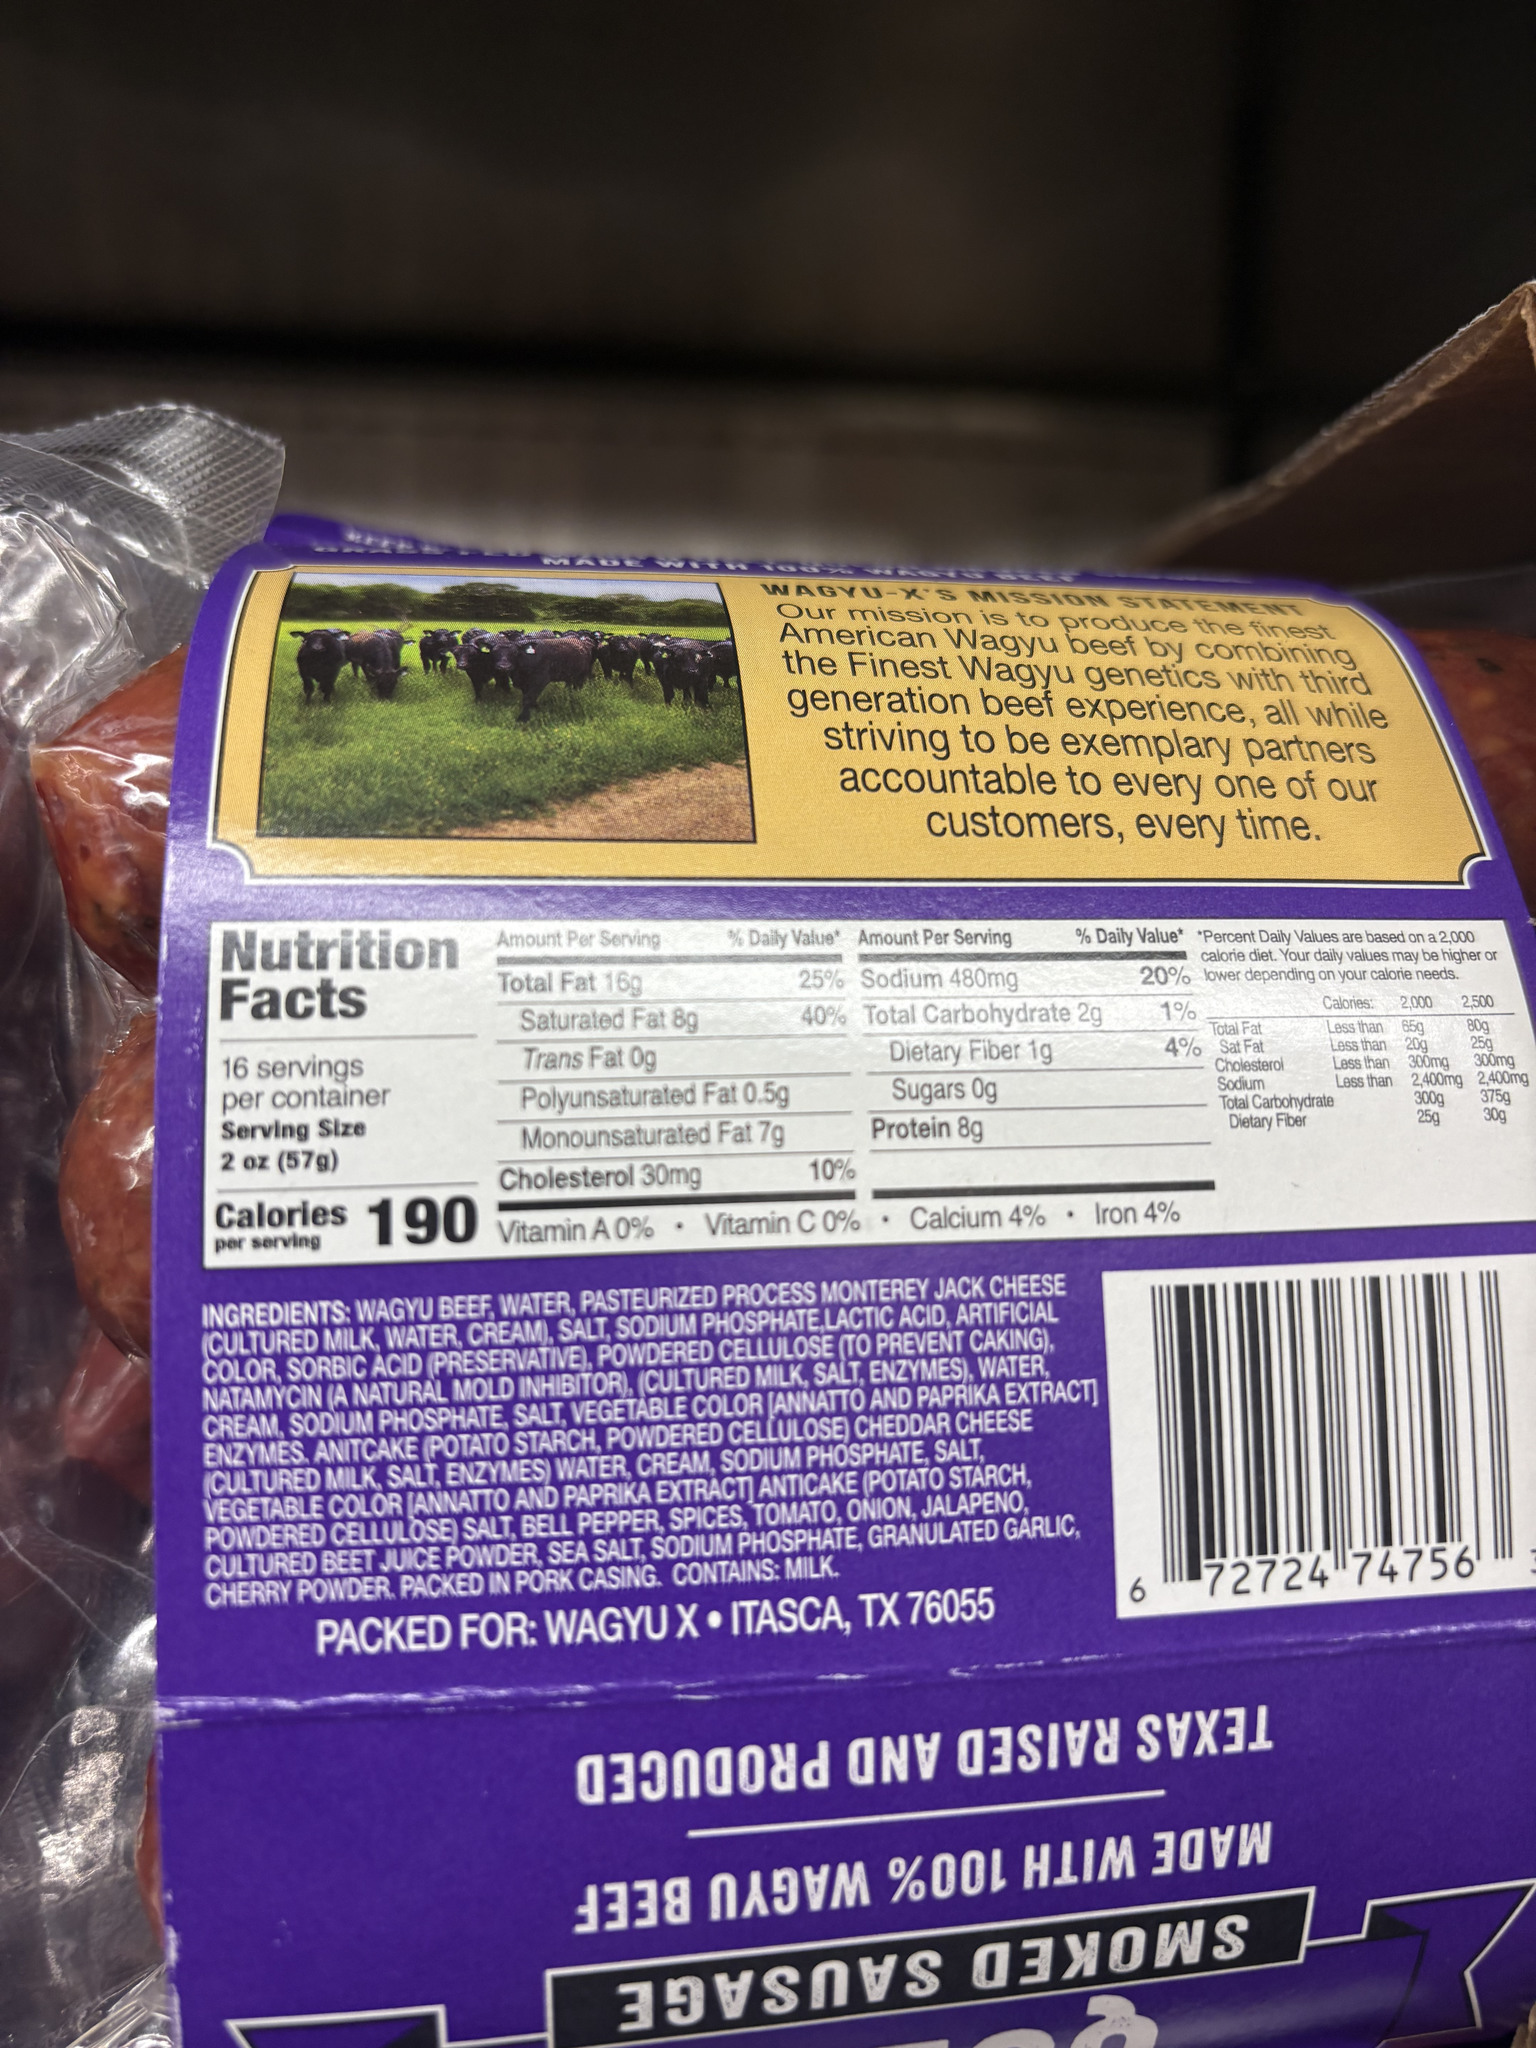 MADE WITH 100% WAGYU BEEF
WAGYU-X'S MISSION STATEMENT
Our mission is to produce the finest
American Wagyu beef by combining
the Finest Wagyu genetics with third
generation beef experience, all while
striving to be exemplary partners
accountable to every one of our
customers, every time.
Nutrition
Facts
16 servings
per container
Serving Size
2 oz (57g)
Calories 190
per serving
Amount Per Serving % Daily Value*
Total Fat 16g 25%
Saturated Fat 8g 40%
Trans Fat 0g
Polyunsaturated Fat 0.5g
Monounsaturated Fat 7g
Cholesterol 30mg 10%
Amount Per Serving % Daily Value*
Sodium 480mg 20%
Total Carbohydrate 2g 1%
Dietary Fiber 1g 4%
Sugars 0g
Protein 8g
Vitamin A 0% • Vitamin C 0% • Calcium 4% • Iron 4%
*Percent Daily Values are based on a 2,000
calorie diet. Your daily values may be higher or
lower depending on your calorie needs.
Calories: 2,000 2,500
Total Fat Less than 65g 80g
Sat Fat Less than 20g 25g
Cholesterol Less than 300mg 300mg
Sodium Less than 2,400mg 2,400mg
Total Carbohydrate 300g 375g
Dietary Fiber 25g 30g
INGREDIENTS: WAGYU BEEF, WATER, PASTEURIZED PROCESS MONTEREY JACK CHEESE
(CULTURED MILK, WATER, CREAM), SALT, SODIUM PHOSPHATE,LACTIC ACID, ARTIFICIAL
COLOR, SORBIC ACID (PRESERVATIVE), POWDERED CELLULOSE (TO PREVENT CAKING),
NATAMYCIN (A NATURAL MOLD INHIBITOR), (CULTURED MILK, SALT, ENZYMES), WATER,
CREAM, SODIUM PHOSPHATE, SALT, VEGETABLE COLOR [ANNATTO AND PAPRIKA EXTRACT]
ENZYMES, ANITCAKE (POTATO STARCH, POWDERED CELLULOSE) CHEDDAR CHEESE
(CULTURED MILK, SALT, ENZYMES) WATER, CREAM, SODIUM PHOSPHATE, SALT,
VEGETABLE COLOR [ANNATTO AND PAPRIKA EXTRACT] ANTICAKE (POTATO STARCH,
POWDERED CELLULOSE) SALT, BELL PEPPER, SPICES, TOMATO, ONION, JALAPENO,
CULTURED BEET JUICE POWDER, SEA SALT, SODIUM PHOSPHATE, GRANULATED GARLIC,
CHERRY POWDER. PACKED IN PORK CASING. CONTAINS: MILK.
PACKED FOR: WAGYU X • ITASCA, TX 76055
6 72724 74756
TEXAS RAISED AND PRODUCED
MADE WITH 100% WAGYU BEEF
SMOKED SAUSAGE